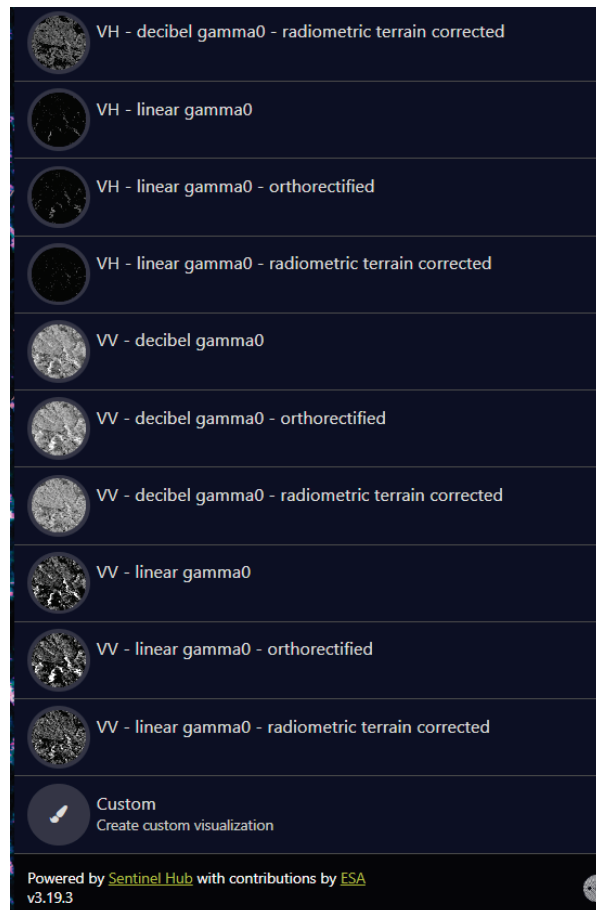 VH - decibel gamma0 - radiometric terrain corrected
VH - linear gamma0
VH - linear gamma0 - orthorectified
VH - linear gamma0 - radiometric terrain corrected
VV - decibel gamma0
VV - decibel gamma0 - orthorectified
VV - decibel gamma0 - radiometric terrain corrected
VV - linear gamma0
VV - linear gamma0 - orthorectified
VV - linear gamma0 - radiometric terrain corrected
Custom
Create custom visualization
Powered by Sentinel Hub with contributions by ESA
v3.19.3